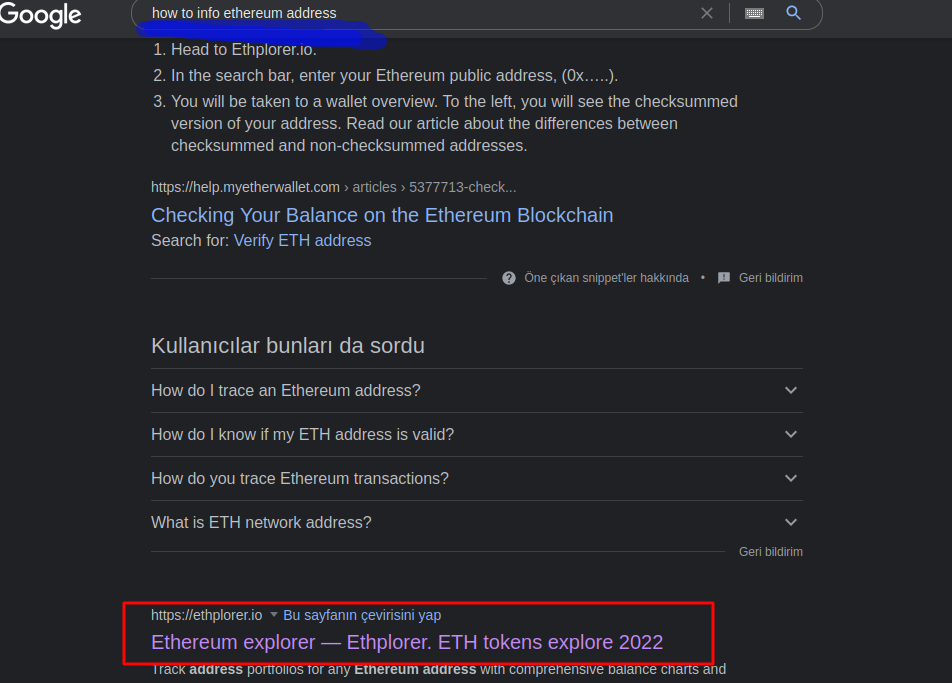 Google
how to info ethereum address
1. Head to Ethplorer.io.
2. In the search bar, enter your Ethereum public address, (0x…..).
3. You will be taken to a wallet overview. To the left, you will see the checksummed
version of your address. Read our article about the differences between
checksummed and non-checksummed addresses.
https://help.myetherwallet.com › articles › 5377713-check...
Checking Your Balance on the Ethereum Blockchain
Search for: Verify ETH address
Öne çıkan snippet'ler hakkında • Geri bildirim
Kullanıcılar bunları da sordu
How do I trace an Ethereum address?
How do I know if my ETH address is valid?
How do you trace Ethereum transactions?
What is ETH network address?
Geri bildirim
https://ethplorer.io Bu sayfanın çevirisini yap
Ethereum explorer — Ethplorer. ETH tokens explore 2022
Track address portfolios for any Ethereum address with comprehensive balance charts and